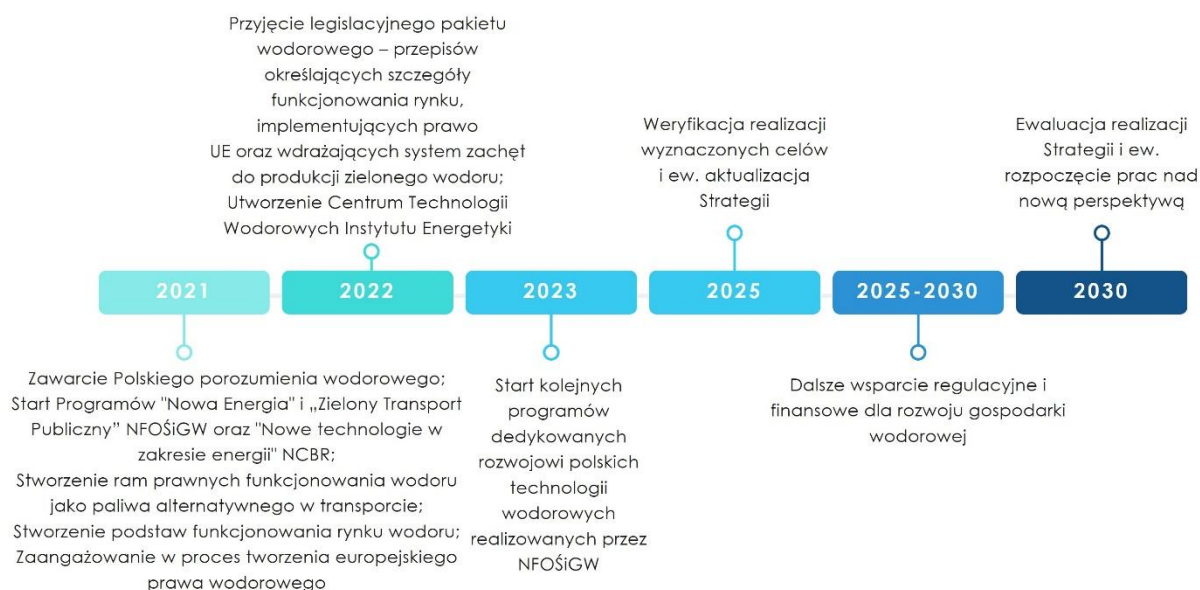 Przyjęcie legislacyjnego pakietu
wodorowego – przepisów
określających szczegóły
funkcjonowania rynku,
implementujących prawo
UE oraz wdrażających system zachęt
do produkcji zielonego wodoru;
Utworzenie Centrum Technologii
Wodorowych Instytutu Energetyki
Weryfikacja realizacji
wyznaczonych celów
i ew. aktualizacja
Strategii
Ewaluacja realizacji
Strategii i ew.
rozpoczęcie prac nad
nową perspektywą
2021
2022
2023
2025
2025-2030
2030
Zawarcie Polskiego porozumienia wodorowego;
Start Programów "Nowa Energia" i „Zielony Transport
Publiczny” NFOŚiGW oraz "Nowe technologie w
zakresie energii" NCBR;
Stworzenie ram prawnych funkcjonowania wodoru
jako paliwa alternatywnego w transporcie;
Stworzenie podstaw funkcjonowania rynku wodoru;
Zaangażowanie w proces tworzenia europejskiego
prawa wodorowego
Start kolejnych
programów
dedykowanych
rozwojowi polskich
technologii
wodorowych
realizowanych przez
NFOŚiGW
Dalsze wsparcie regulacyjne i
finansowe dla rozwoju gospodarki
wodorowej